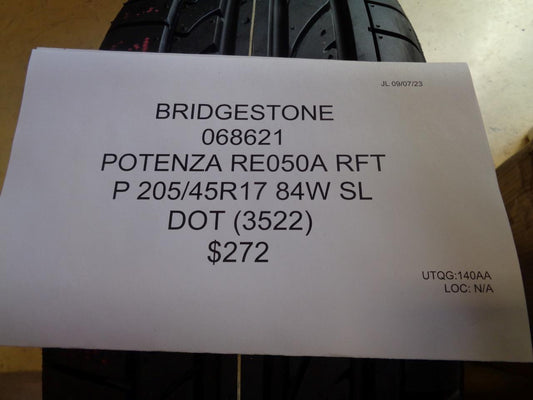 JL 09/07/23
BRIDGESTONE
068621
POTENZA RE050A RFT
P 205/45R17 84W SL
DOT (3522)
$272
UTQG:140AA
LOC: N/A